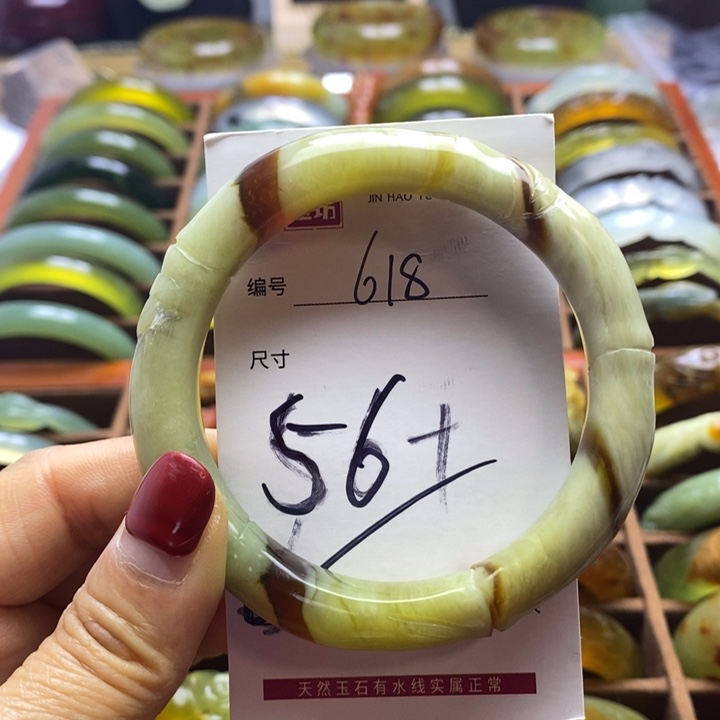 坊
JIN HAO
编号 618
尺寸
56+
天然玉石有水线实属正常